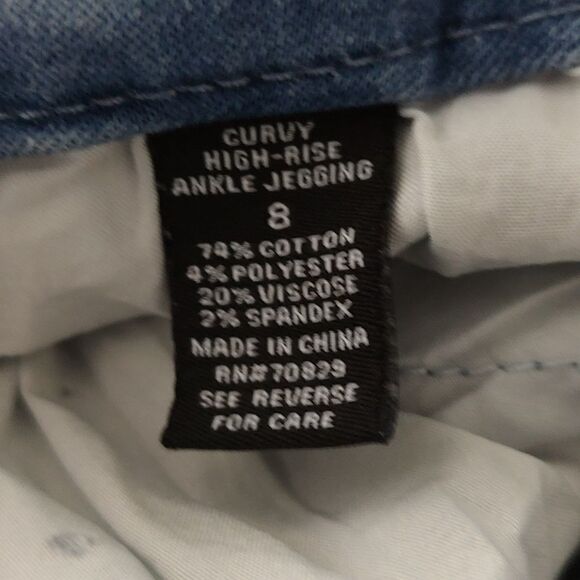 CURVY
HIGH-RISE
ANKLE JEGGING
8
74% COTTON
4% POLYESTER
20% VISCOSE
2% SPANDEX
MADE IN CHINA
RN# 70829
SEE REVERSE
FOR CARE